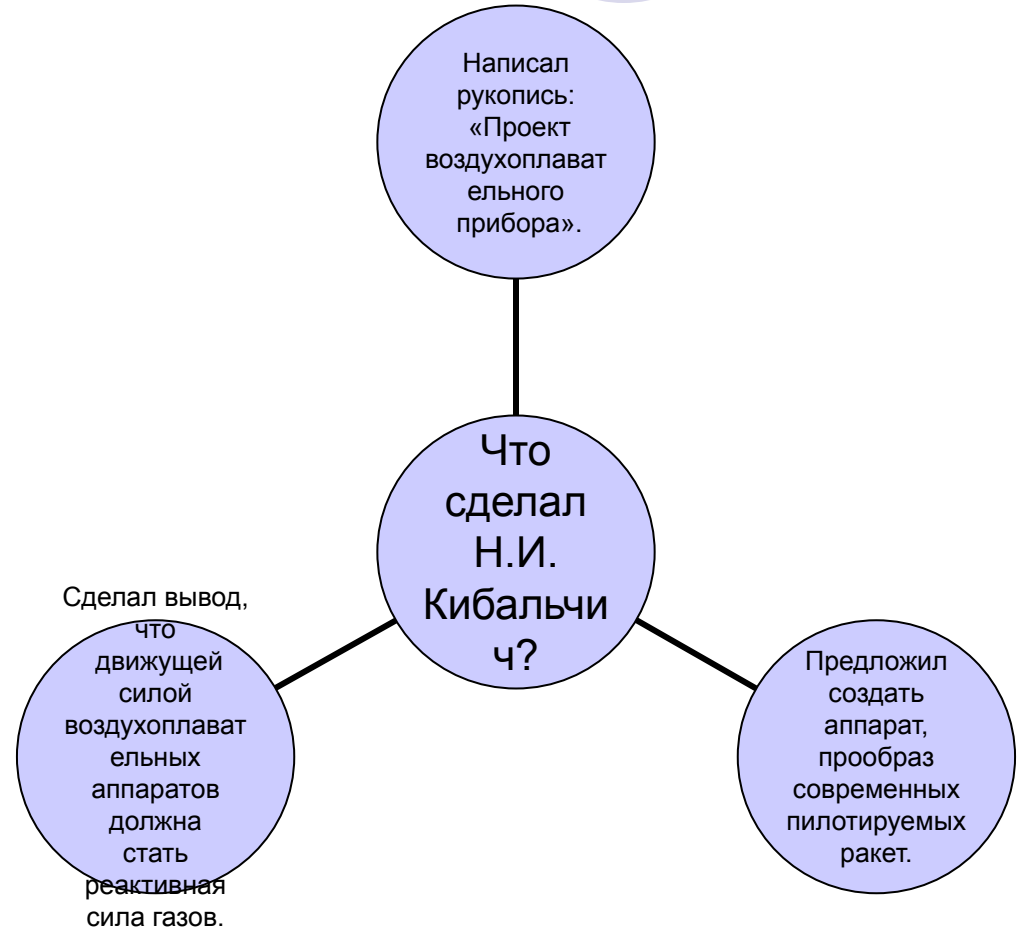 Написал
рукопись:
«Проект
воздухоплават
ельного
прибора».
Что
сделал
Н.И.
Кибальчи
ч?
Сделал вывод,
что
движущей
силой
воздухоплават
ельных
аппаратов
должна
стать
реактивная
сила газов.
Предложил
создать
аппарат,
прообраз
современных
пилотируемых
ракет.